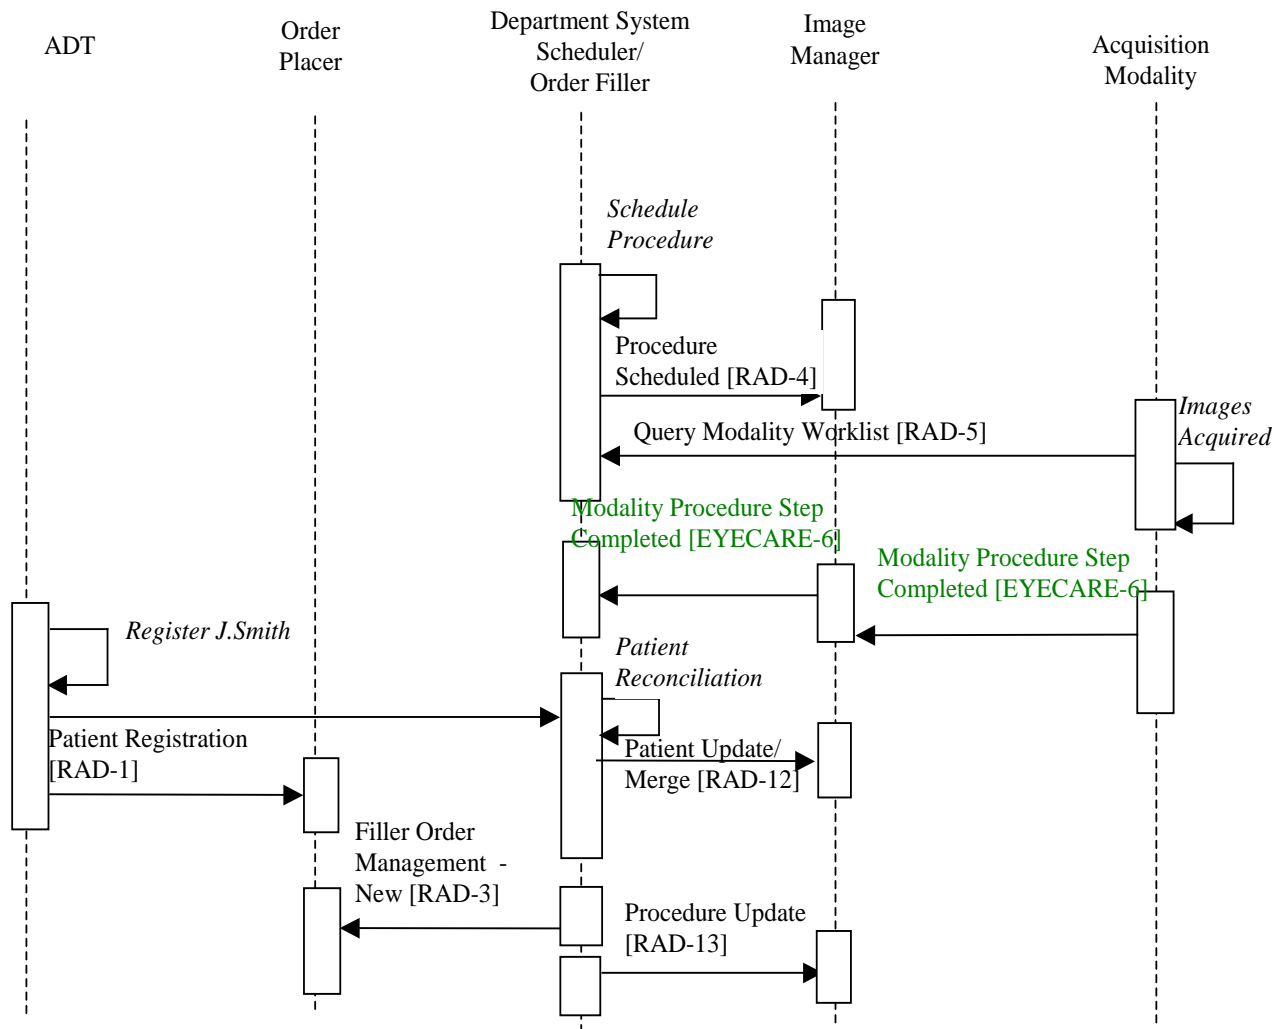 ADT
Order
Placer
Department System
Scheduler/
Order Filler
Image
Manager
Acquisition
Modality
Schedule
Procedure
Procedure
Scheduled [RAD-4]
Images
Acquired
Query Modality Worklist [RAD-5]
Modality Procedure Step
Completed [EYECARE-6]
Modality Procedure Step
Completed [EYECARE-6]
Register J.Smith
Patient
Reconciliation
Patient Registration
[RAD-1]
Patient Update/
Merge [RAD-12]
Filler Order
Management -
New [RAD-3]
Procedure Update
[RAD-13]